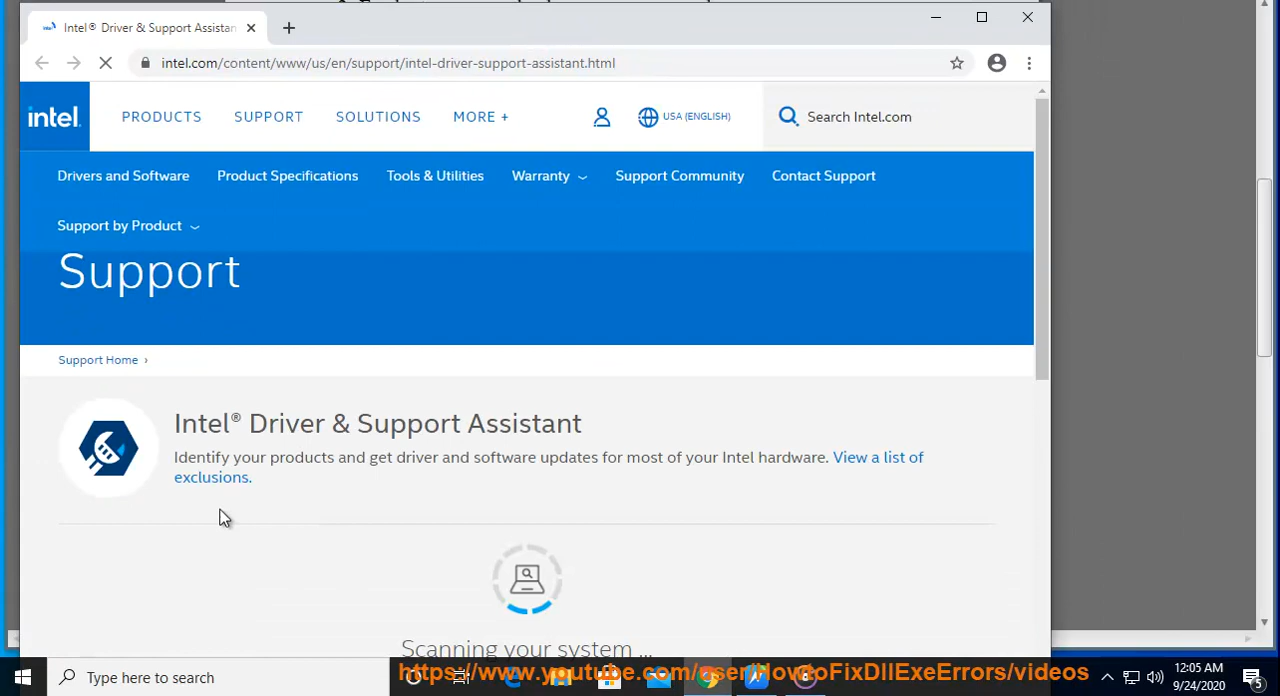 Intel® Driver & Support Assistan
intel.com/content/www/us/en/support/intel-driver-support-assistant.html
intel.
PRODUCTS SUPPORT SOLUTIONS MORE + USA (ENGLISH) Search Intel.com
Drivers and Software Product Specifications Tools & Utilities Warranty Support Community Contact Support
Support by Product
Support
Support Home ›
Intel® Driver & Support Assistant
Identify your products and get driver and software updates for most of your Intel hardware. View a list of
exclusions.
Scanning your system ...
https://www.youtube.com/user/HowtoFixDllExeErrors/videos
Type here to search
12:05 AM
9/24/2020
5